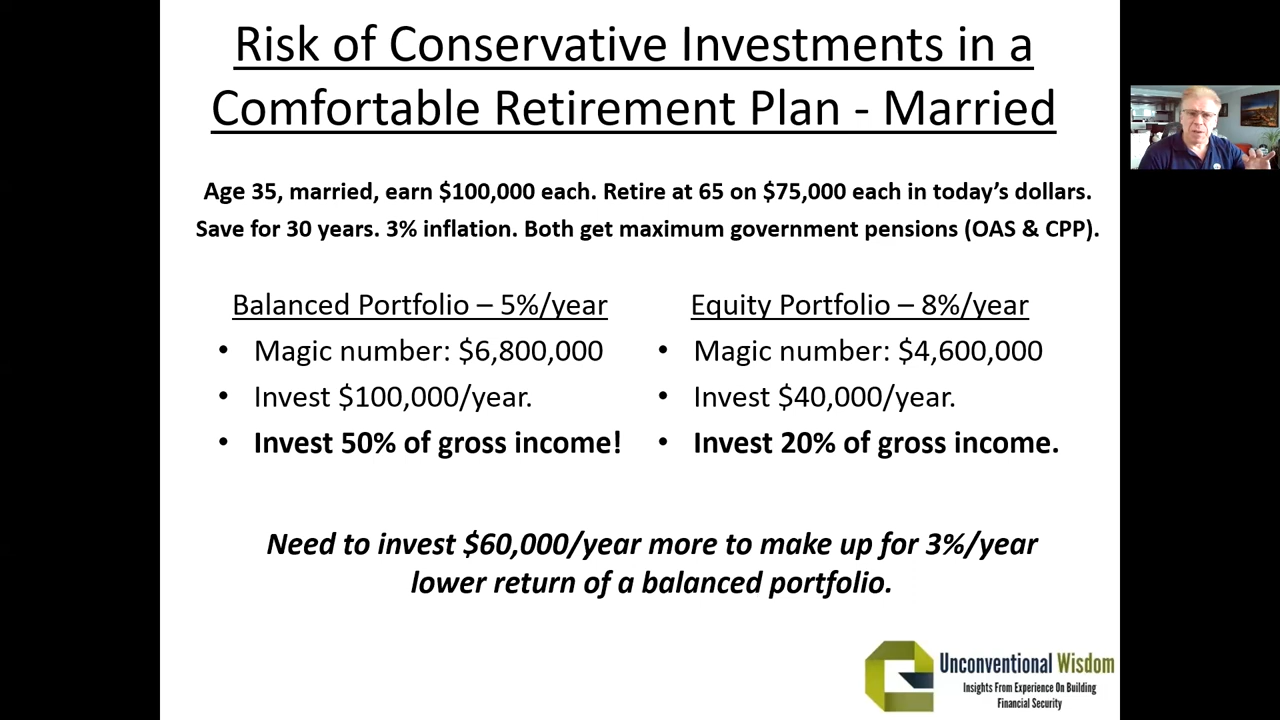 Risk of Conservative Investments in a
Comfortable Retirement Plan - Married
Age 35, married, earn $100,000 each. Retire at 65 on $75,000 each in today’s dollars.
Save for 30 years. 3% inflation. Both get maximum government pensions (OAS & CPP).
Balanced Portfolio – 5%/year
• Magic number: $6,800,000
• Invest $100,000/year.
• Invest 50% of gross income!
Equity Portfolio – 8%/year
• Magic number: $4,600,000
• Invest $40,000/year.
• Invest 20% of gross income.
Need to invest $60,000/year more to make up for 3%/year
lower return of a balanced portfolio.
Unconventional Wisdom
Insights From Experience On Building
Financial Security